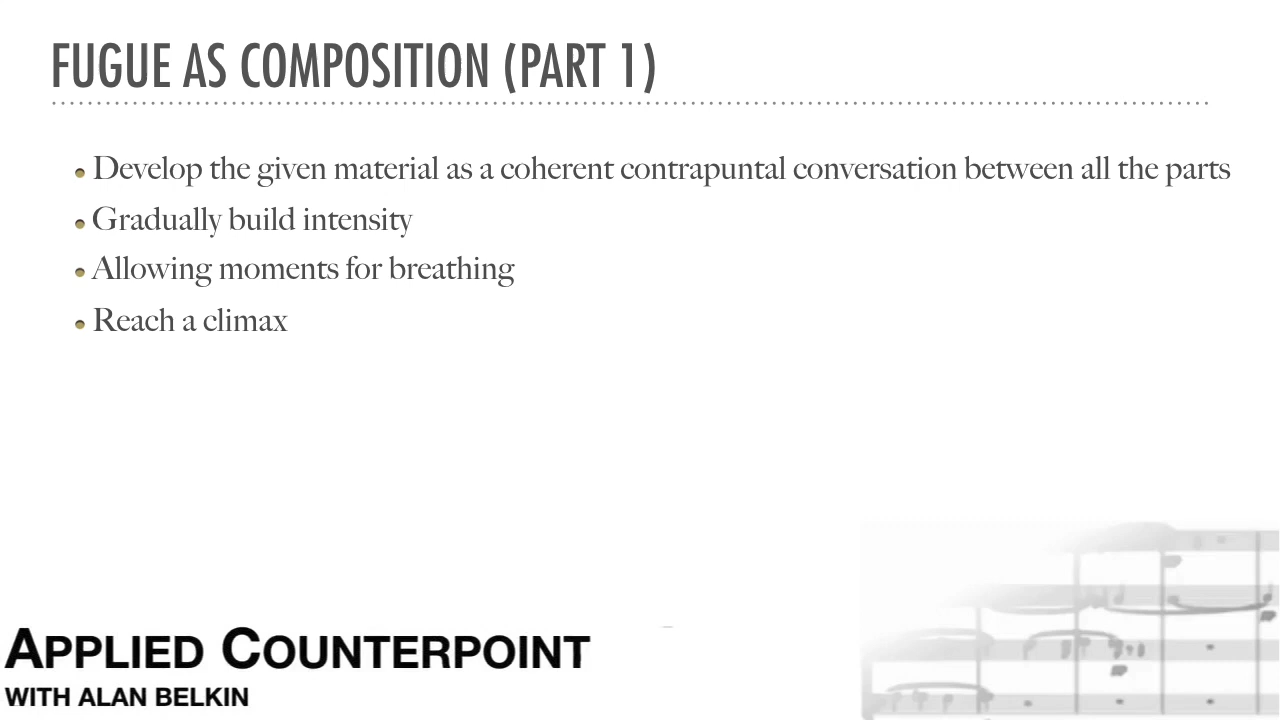 FUGUE AS COMPOSITION (PART 1)
Develop the given material as a coherent contrapuntal conversation between all the parts
Gradually build intensity
Allowing moments for breathing
Reach a climax
APPLIED COUNTERPOINT
WITH ALAN BELKIN